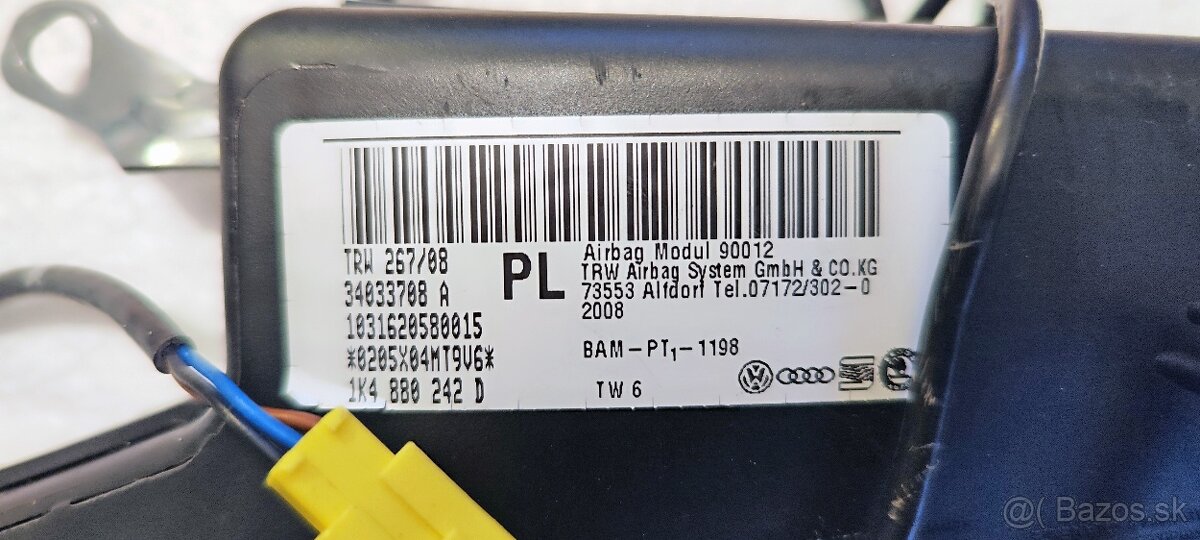 TRW 267/08
34033708 A
1031620580015
*0205X04MT9V6*
1K4 880 242 D
PL
Airbag Modul 90012
TRW Airbag System GmbH & CO.KG
73553 Alfdorf Tel.07172/302-0
2008
BAM-PT1-1198
TW 6
@( Bazos.sk